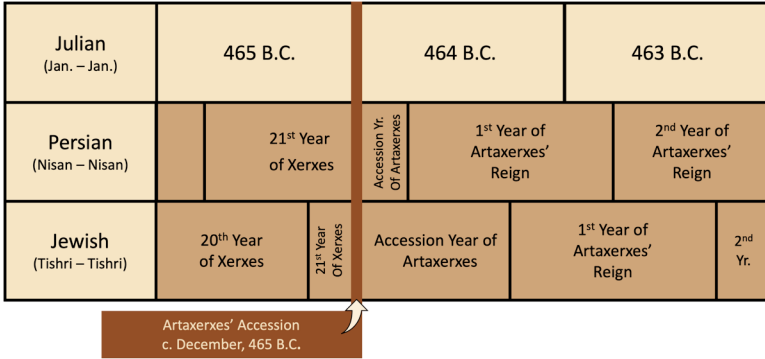 Julian
(Jan. – Jan.)
465 B.C.
464 B.C.
463 B.C.
Persian
(Nisan – Nisan)
21st Year
of Xerxes
Accession Yr.
Of Artaxerxes
1st Year of
Artaxerxes’
Reign
2nd Year of
Artaxerxes’
Reign
Jewish
(Tishri – Tishri)
20th Year
of Xerxes
21st Year
Of Xerxes
Accession Year of
Artaxerxes
1st Year of
Artaxerxes’
Reign
2nd
Yr.
Artaxerxes’ Accession
c. December, 465 B.C.